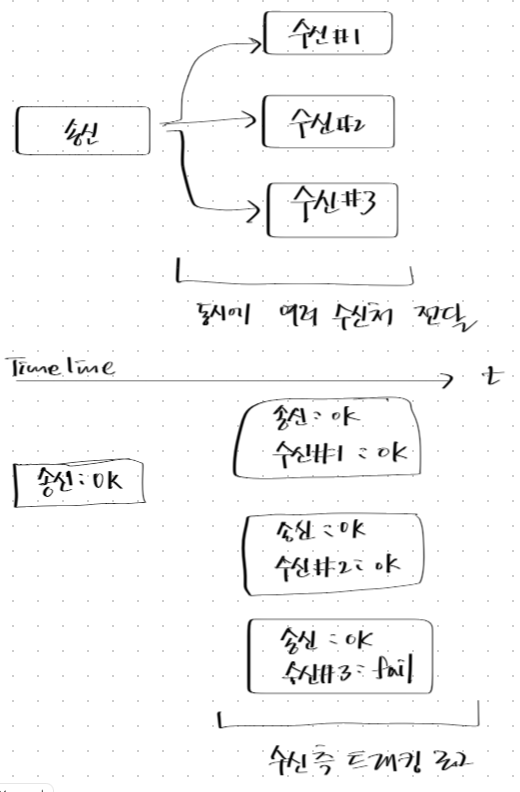 수신#1
송신
수신#2
수신#3
동시에 여러 수신처 전달
Timeline
t
송신: OK
수신#1: OK
송신: OK
송신: OK
수신#2: OK
송신: OK
수신#3: fail
수신측 트래킹 로그